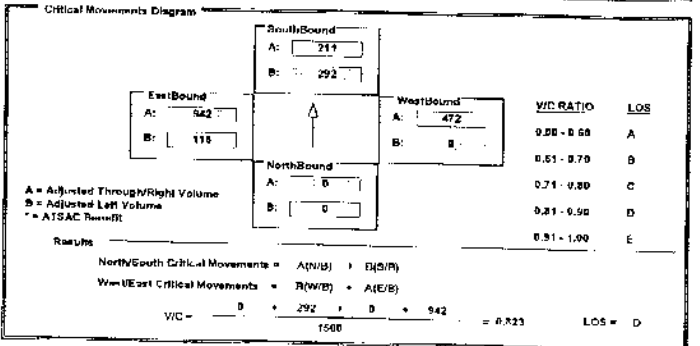 Critical Movements Diagram
SouthBound
A: 211
B: 292
EastBound
A: 942
B:
WestBound
A: 472
B: 0
NorthBound
A: 0
B: 0
V/C RATIO LOS
0.00 - 0.60 A
0.61 - 0.70 B
0.71 - 0.80 C
0.81 - 0.90 D
0.91 - 1.00 E
A = Adjusted Through/Right Volume
B = Adjusted Left Volume
* = ATSAC Benefit
Results
North/South Critical Movements = A(N/B) + B(S/B)
West/East Critical Movements = B(W/B) + A(E/B)
V/C = 0 + 292 + 0 + 942
1500
= 0.823 LOS = D